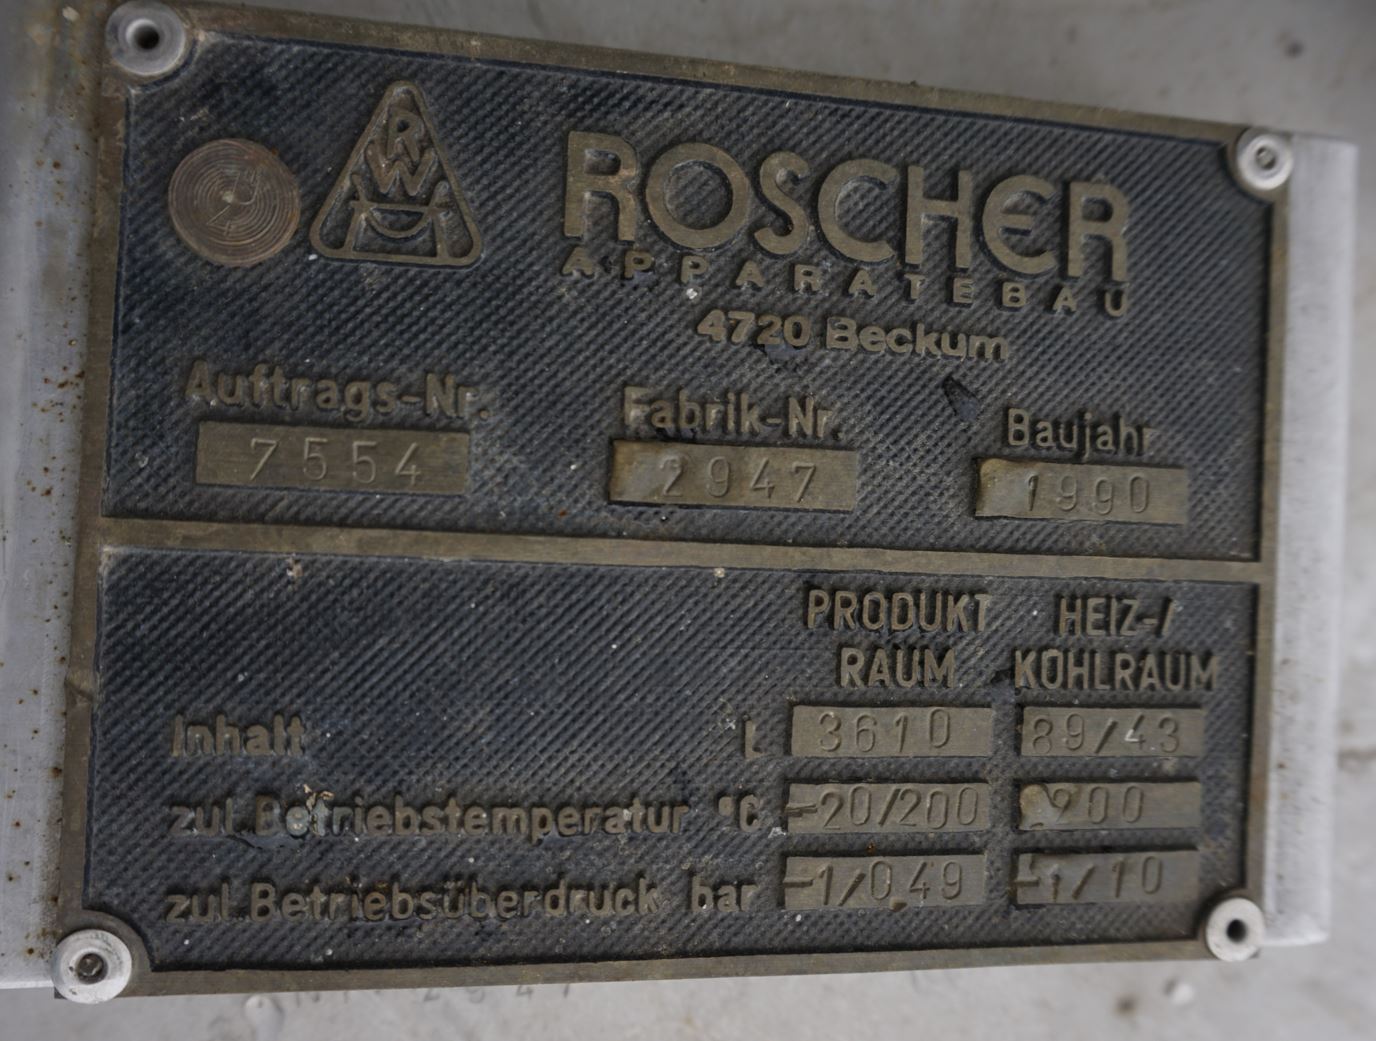 RW
ROSCHER
APPARATEBAU
4720 Beckum
Auftrags-Nr. Fabrik-Nr. Baujahr
7554 2947 1990
PRODUKT HEIZ-/
RAUM KÜHLRAUM
Inhalt L 3610 89/43
zul. Betriebstemperatur °C -20/200 200
zul. Betriebsüberdruck bar -1/0,49 -1/10